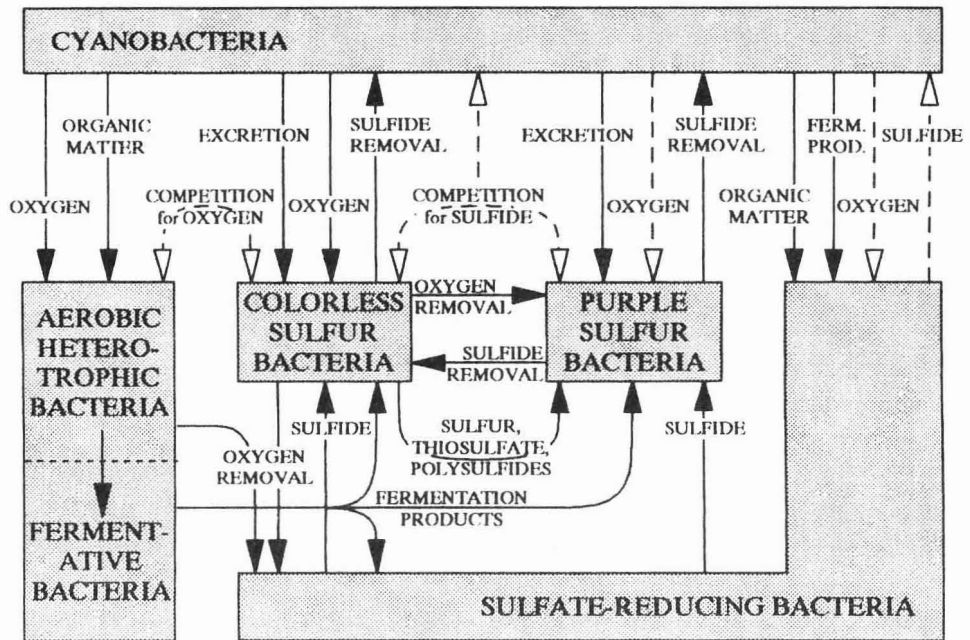 CYANOBACTERIA
ORGANIC
MATTER
OXYGEN
EXCRETION
OXYGEN
SULFIDE
REMOVAL
EXCRETION
OXYGEN
SULFIDE
REMOVAL
ORGANIC
MATTER
FERM.
PROD.
OXYGEN
SULFIDE
COMPETITION
for OXYGEN
COMPETITION
for SULFIDE
AEROBIC
HETERO-
TROPHIC
BACTERIA
COLORLESS
SULFUR
BACTERIA
OXYGEN
REMOVAL
SULFIDE
REMOVAL
PURPLE
SULFUR
BACTERIA
OXYGEN
REMOVAL
SULFIDE
SULFUR,
THIOSULFATE,
POLYSULFIDES
SULFIDE
FERMENTATION
PRODUCTS
FERMENT-
ATIVE
BACTERIA
SULFATE-REDUCING BACTERIA